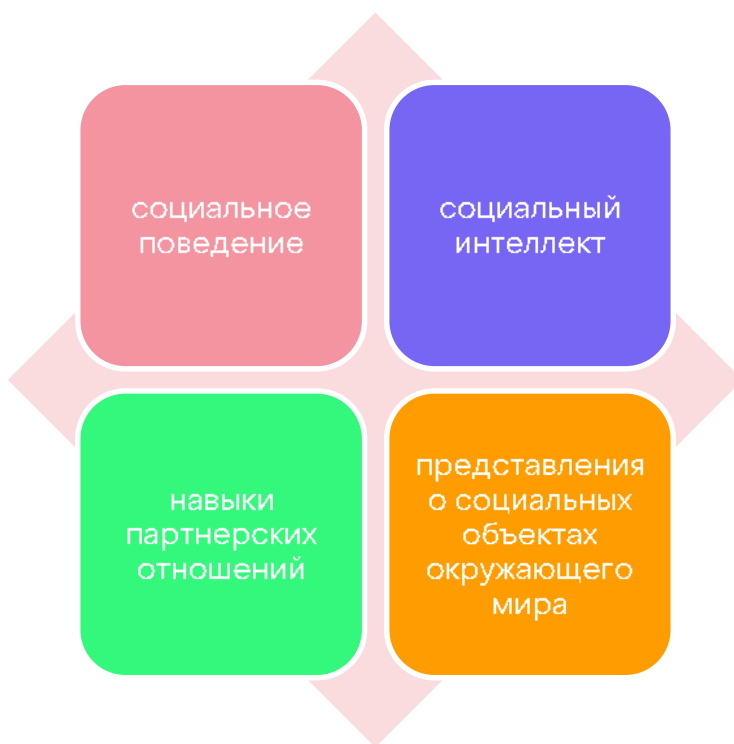 социальное
поведение
социальный
интеллект
навыки
партнерских
отношений
представления
о социальных
объектах
окружающего
мира